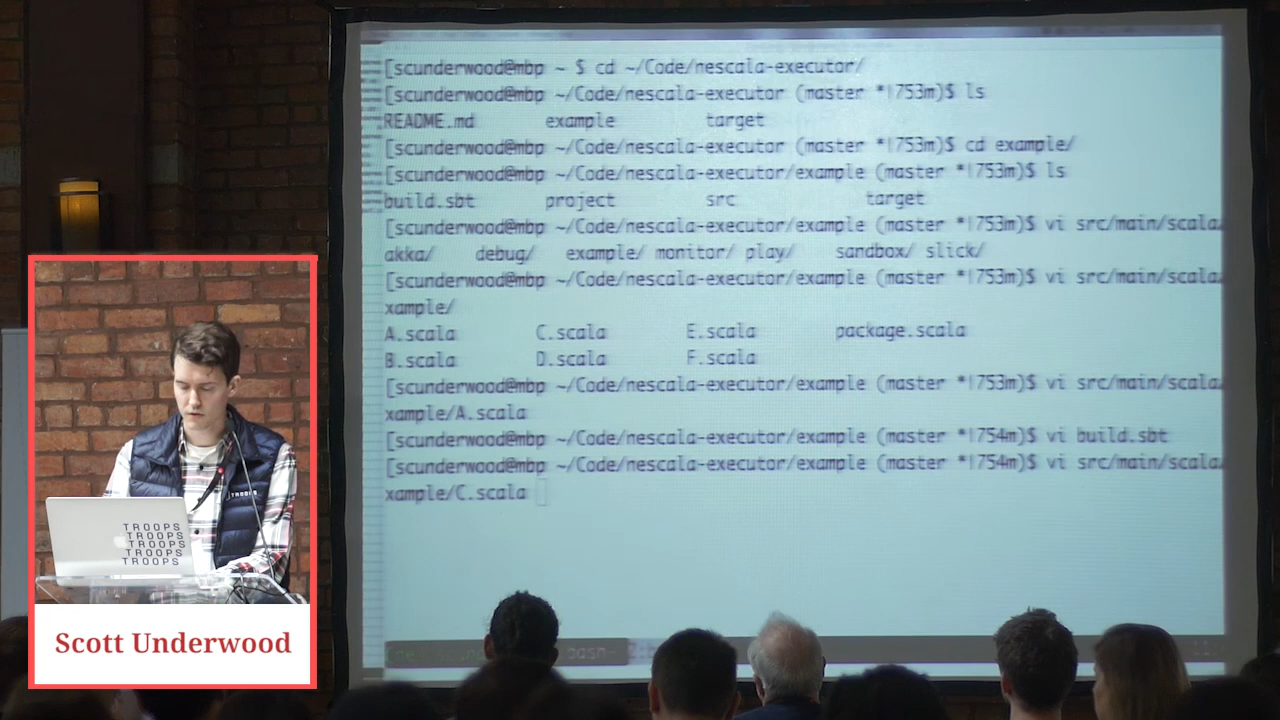 [scunderwood@mbp ~ $ cd ~/Code/nescala-executor/
[scunderwood@mbp ~/Code/nescala-executor (master *!753m)$ ls
README.md example target
[scunderwood@mbp ~/Code/nescala-executor (master *!753m)$ cd example/
[scunderwood@mbp ~/Code/nescala-executor/example (master *!753m)$ ls
build.sbt project src target
[scunderwood@mbp ~/Code/nescala-executor/example (master *!753m)$ vi src/main/scala/
akka/ debug/ example/ monitor/ play/ sandbox/ slick/
[scunderwood@mbp ~/Code/nescala-executor/example (master *!753m)$ vi src/main/scala/
xample/
A.scala C.scala E.scala package.scala
B.scala D.scala F.scala
[scunderwood@mbp ~/Code/nescala-executor/example (master *!753m)$ vi src/main/scala/
xample/A.scala
[scunderwood@mbp ~/Code/nescala-executor/example (master *!754m)$ vi build.sbt
[scunderwood@mbp ~/Code/nescala-executor/example (master *!754m)$ vi src/main/scala/
xample/C.scala
TROOPS
TROOPS
TROOPS
TROOPS
TROOPS
TROOPS
Scott Underwood